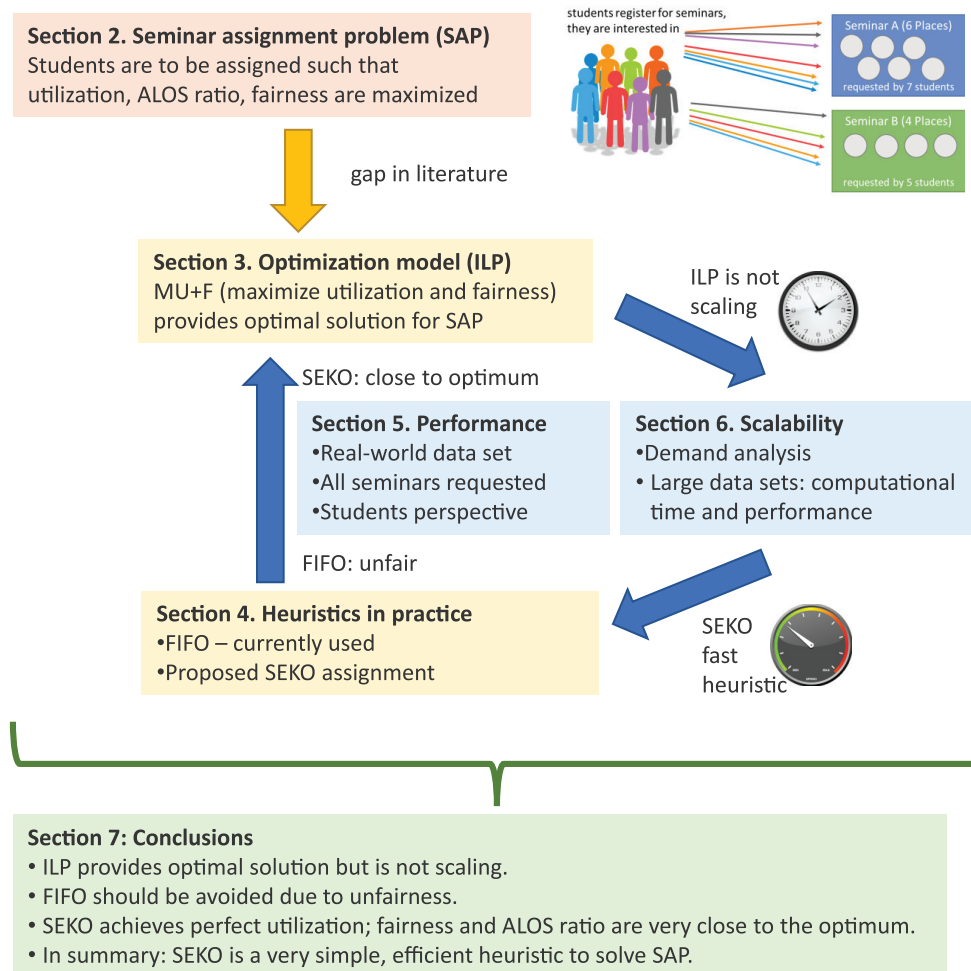 Section 2. Seminar assignment problem (SAP)
Students are to be assigned such that
utilization, ALOS ratio, fairness are maximized
students register for seminars,
they are interested in
Seminar A (6 Places)
requested by 7 students
Seminar B (4 Places)
requested by 5 students
gap in literature
Section 3. Optimization model (ILP)
MU+F (maximize utilization and fairness)
provides optimal solution for SAP
ILP is not
scaling
SEKO: close to optimum
Section 5. Performance
•Real-world data set
•All seminars requested
•Students perspective
Section 6. Scalability
•Demand analysis
• Large data sets: computational
time and performance
FIFO: unfair
Section 4. Heuristics in practice
•FIFO – currently used
•Proposed SEKO assignment
SEKO
fast
heuristic
Section 7: Conclusions
• ILP provides optimal solution but is not scaling.
• FIFO should be avoided due to unfairness.
• SEKO achieves perfect utilization; fairness and ALOS ratio are very close to the optimum.
• In summary: SEKO is a very simple, efficient heuristic to solve SAP.